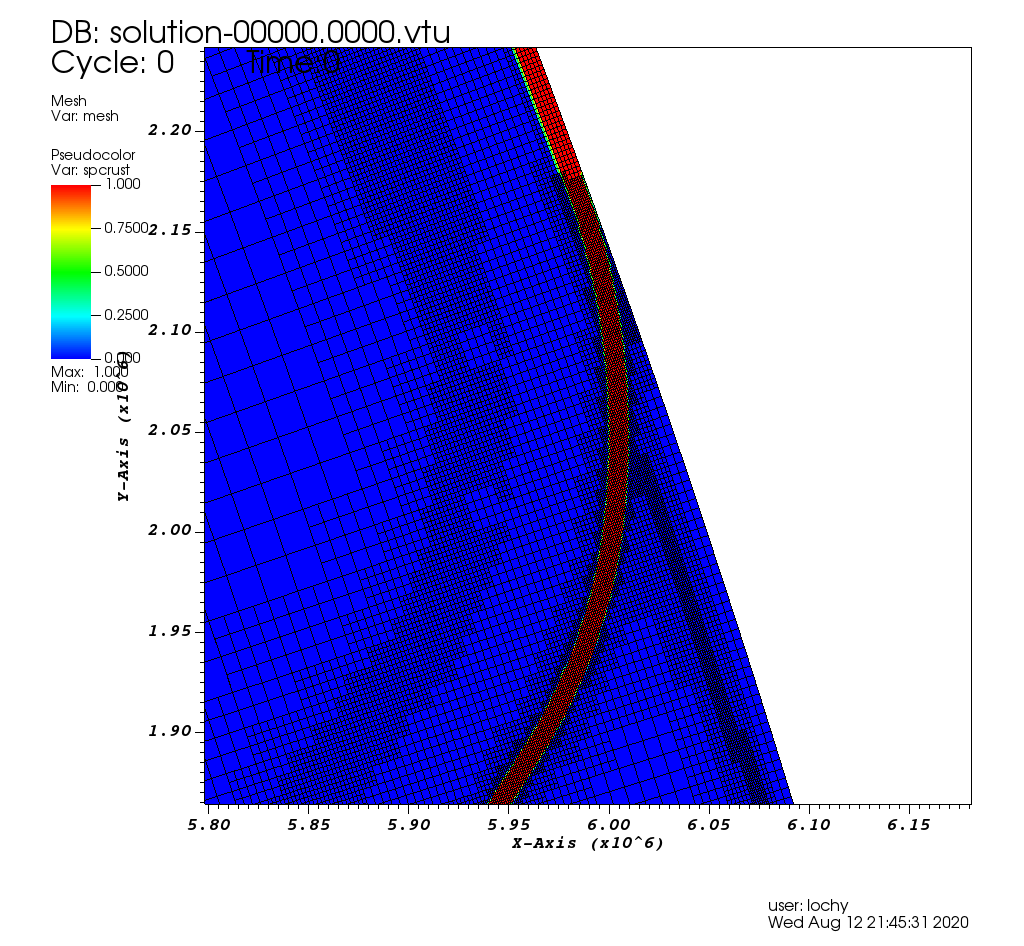 DB: solution-00000.0000.vtu
Cycle: 0 Time:0
Mesh
Var: mesh
Pseudocolor
Var: spcrust
1.000
0.7500
0.5000
0.2500
0.000
Max: 1.000
Min: 0.000
Y-Axis (x10^6)
2.20
2.15
2.10
2.05
2.00
1.95
1.90
5.80 5.85 5.90 5.95 6.00 6.05 6.10 6.15
X-Axis (x10^6)
user: lochy
Wed Aug 12 21:45:31 2020